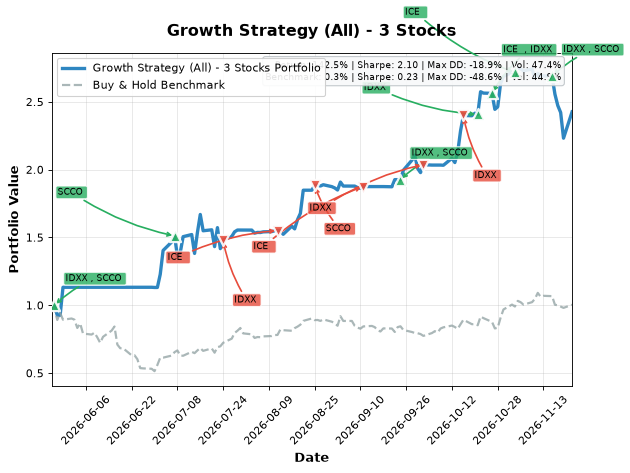 ICE
Growth Strategy (All) - 3 Stocks
ICE , IDXX
IDXX , SCCO
Growth Strategy (All) - 3 Stocks Portfolio
Buy & Hold Benchmark
2.5% | Sharpe: 2.10 | Max DD: -18.9% | Vol: 47.4%
0.3% | Sharpe: 0.23 | Max DD: -48.6% | Vol: 44.9%
IDXX
IDXX , SCCO
IDXX
SCCO
IDXX
SCCO
ICE
ICE
IDXX , SCCO
IDXX
Portfolio Value
2.5
2.0
1.5
1.0
0.5
2026-06-06
2026-06-22
2026-07-08
2026-07-24
2026-08-09
2026-08-25
2026-09-10
2026-09-26
2026-10-12
2026-10-28
2026-11-13
Date